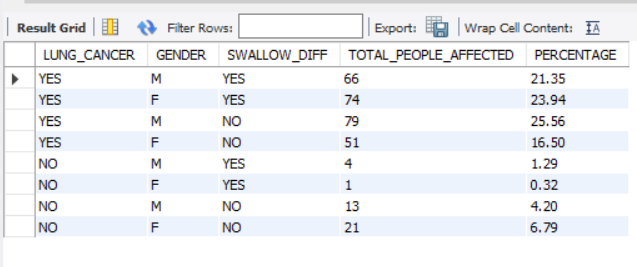 Result Grid Filter Rows: Export: Wrap Cell Content: IA
LUNG_CANCER GENDER SWALLOW_DIFF TOTAL_PEOPLE_AFFECTED PERCENTAGE
YES M YES 66 21.35
YES F YES 74 23.94
YES M NO 79 25.56
YES F NO 51 16.50
NO M YES 4 1.29
NO F YES 1 0.32
NO M NO 13 4.20
NO F NO 21 6.79